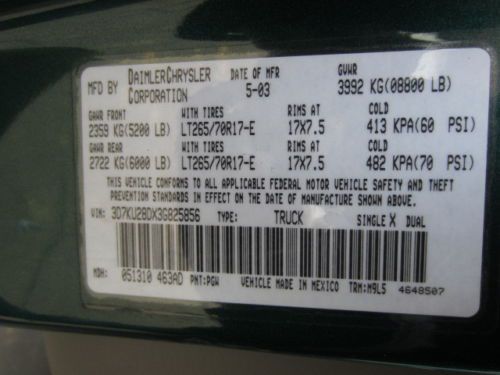 MFD BY DAIMLERCHRYSLER CORPORATION DATE OF MFR 5-03 GVWR 3992 KG(08800 LB)
GAWR FRONT WITH TIRES RIMS AT COLD
2359 KG(5200 LB) LT265/70R17-E 17X7.5 413 KPA(60 PSI)
GAWR REAR WITH TIRES RIMS AT COLD
2722 KG(6000 LB) LT265/70R17-E 17X7.5 482 KPA(70 PSI)
THIS VEHICLE CONFORMS TO ALL APPLICABLE FEDERAL MOTOR VEHICLE SAFETY AND THEFT
PREVENTION STANDARDS IN EFFECT ON THE DATE OF MANUFACTURE SHOWN ABOVE.
VIN: 3D7KU28DX3G825856 TYPE: TRUCK SINGLE X DUAL
MDH: 051310 463AD PNT:PGW VEHICLE MADE IN MEXICO TRM:M9L5 4648507